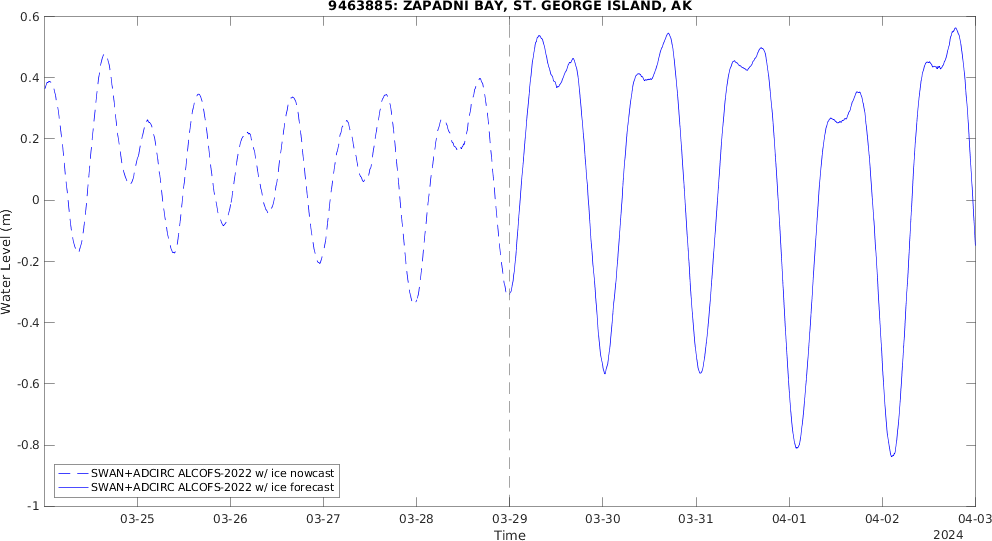 9463885: ZAPADNI BAY, ST. GEORGE ISLAND, AK
0.6
0.4
0.2
0
-0.2
-0.4
-0.6
-0.8
-1
Water Level (m)
SWAN+ADCIRC ALCOFS-2022 w/ ice nowcast
SWAN+ADCIRC ALCOFS-2022 w/ ice forecast
03-25 03-26 03-27 03-28 03-29 03-30 03-31 04-01 04-02 04-03
Time
2024